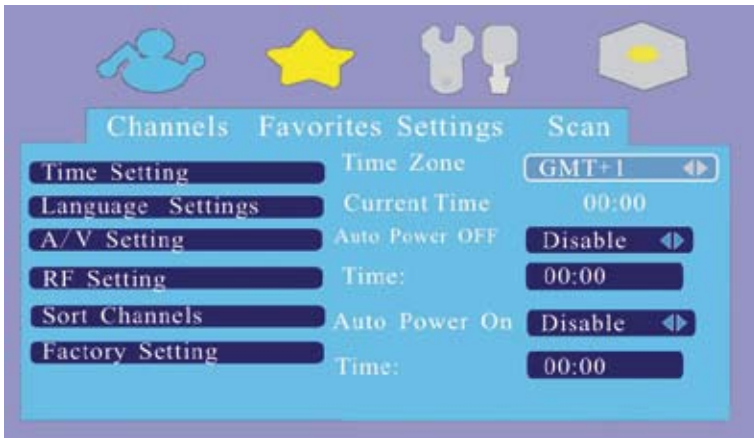 Channels Favorites Settings Scan
Time Setting
Language Settings
A/V Setting
RF Setting
Sort Channels
Factory Setting
Time Zone GMT+1
Current Time 00:00
Auto Power OFF Disable
Time: 00:00
Auto Power On Disable
Time: 00:00